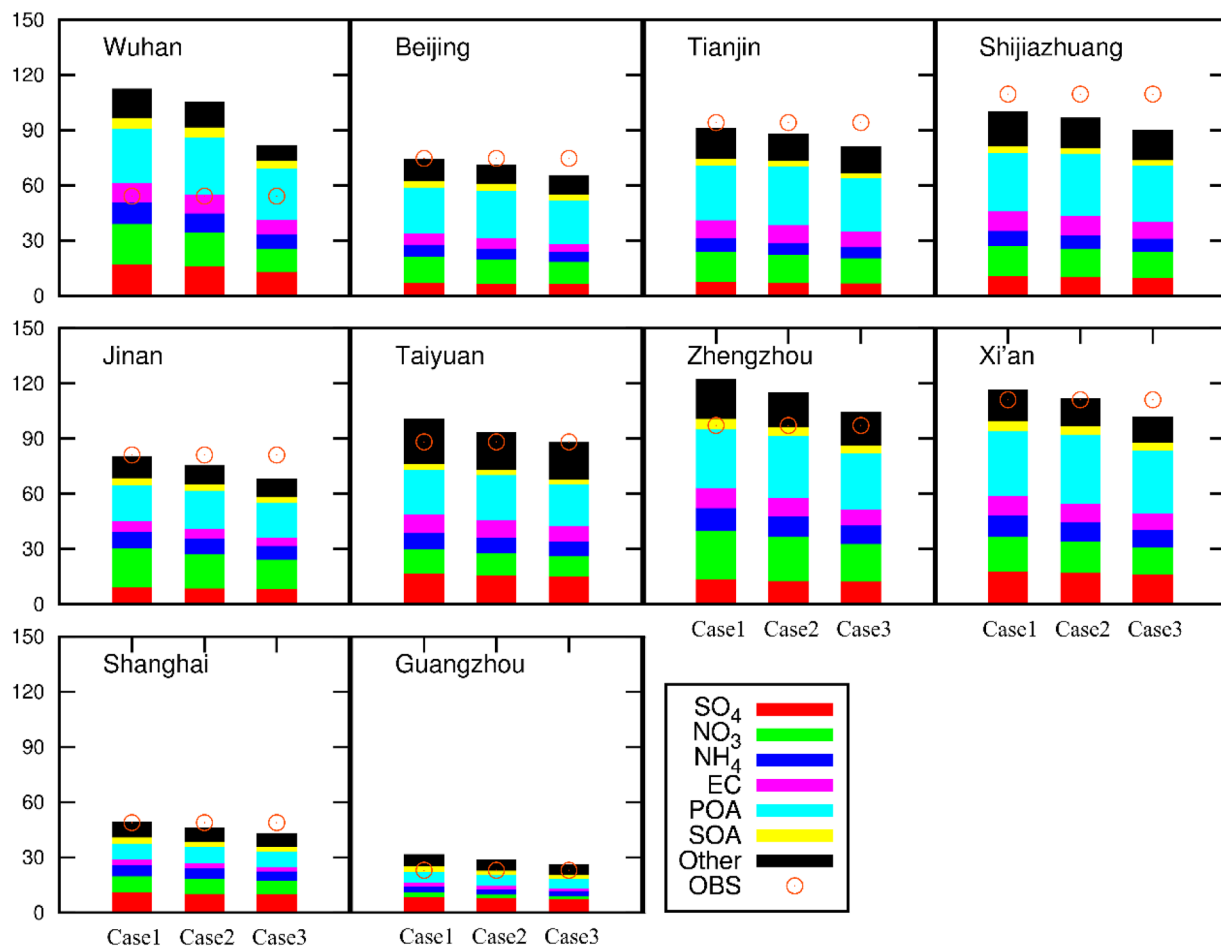 150
120
90
60
30
0
Wuhan
Beijing
Tianjin
Shijiazhuang
150
120
90
60
30
0
Jinan
Taiyuan
Zhengzhou
Xi'an
Case1 Case2 Case3
Case1 Case2 Case3
150
120
90
60
30
0
Shanghai
Guangzhou
Case1 Case2 Case3
Case1 Case2 Case3
SO4
NO3
NH4
EC
POA
SOA
Other
OBS